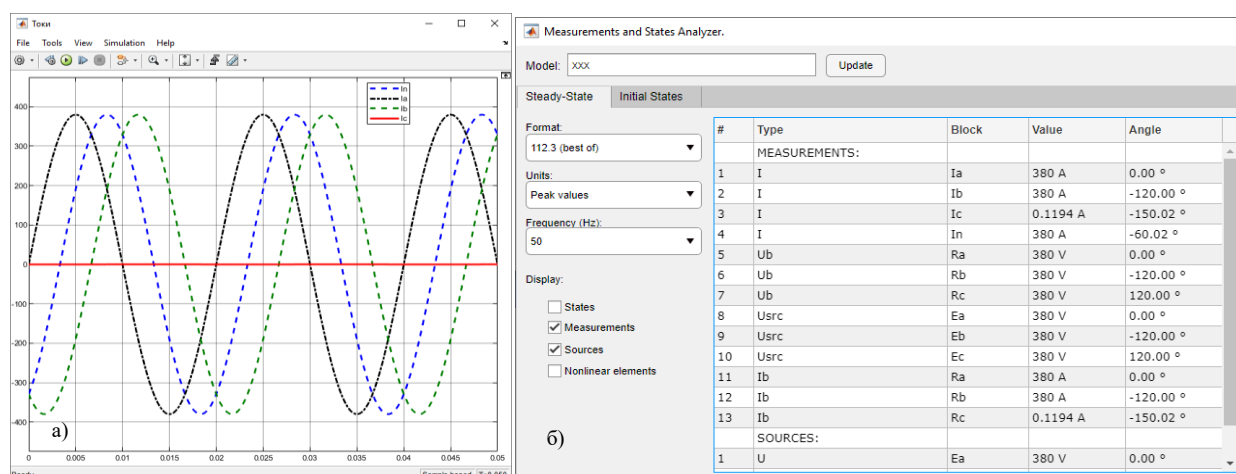 Токи
File Tools View Simulation Help
In
Ia
Ib
Ic
400
300
200
100
0
-100
-200
-300
-400
0 0.005 0.01 0.015 0.02 0.025 0.03 0.035 0.04 0.045 0.05
а)
Measurements and States Analyzer.
Model: XXX Update
Steady-State Initial States
Format:
112.3 (best of)
Units:
Peak values
Frequency (Hz):
50
Display:
States
Measurements
Sources
Nonlinear elements
б)
# Type Block Value Angle
MEASUREMENTS:
1 I Ia 380 A 0.00 °
2 I Ib 380 A -120.00 °
3 I Ic 0.1194 A -150.02 °
4 I In 380 A -60.02 °
5 Ub Ra 380 V 0.00 °
6 Ub Rb 380 V -120.00 °
7 Ub Rc 380 V 120.00 °
8 Usrc Ea 380 V 0.00 °
9 Usrc Eb 380 V -120.00 °
10 Usrc Ec 380 V 120.00 °
11 Ib Ra 380 A 0.00 °
12 Ib Rb 380 A -120.00 °
13 Ib Rc 0.1194 A -150.02 °
SOURCES:
1 U Ea 380 V 0.00 °